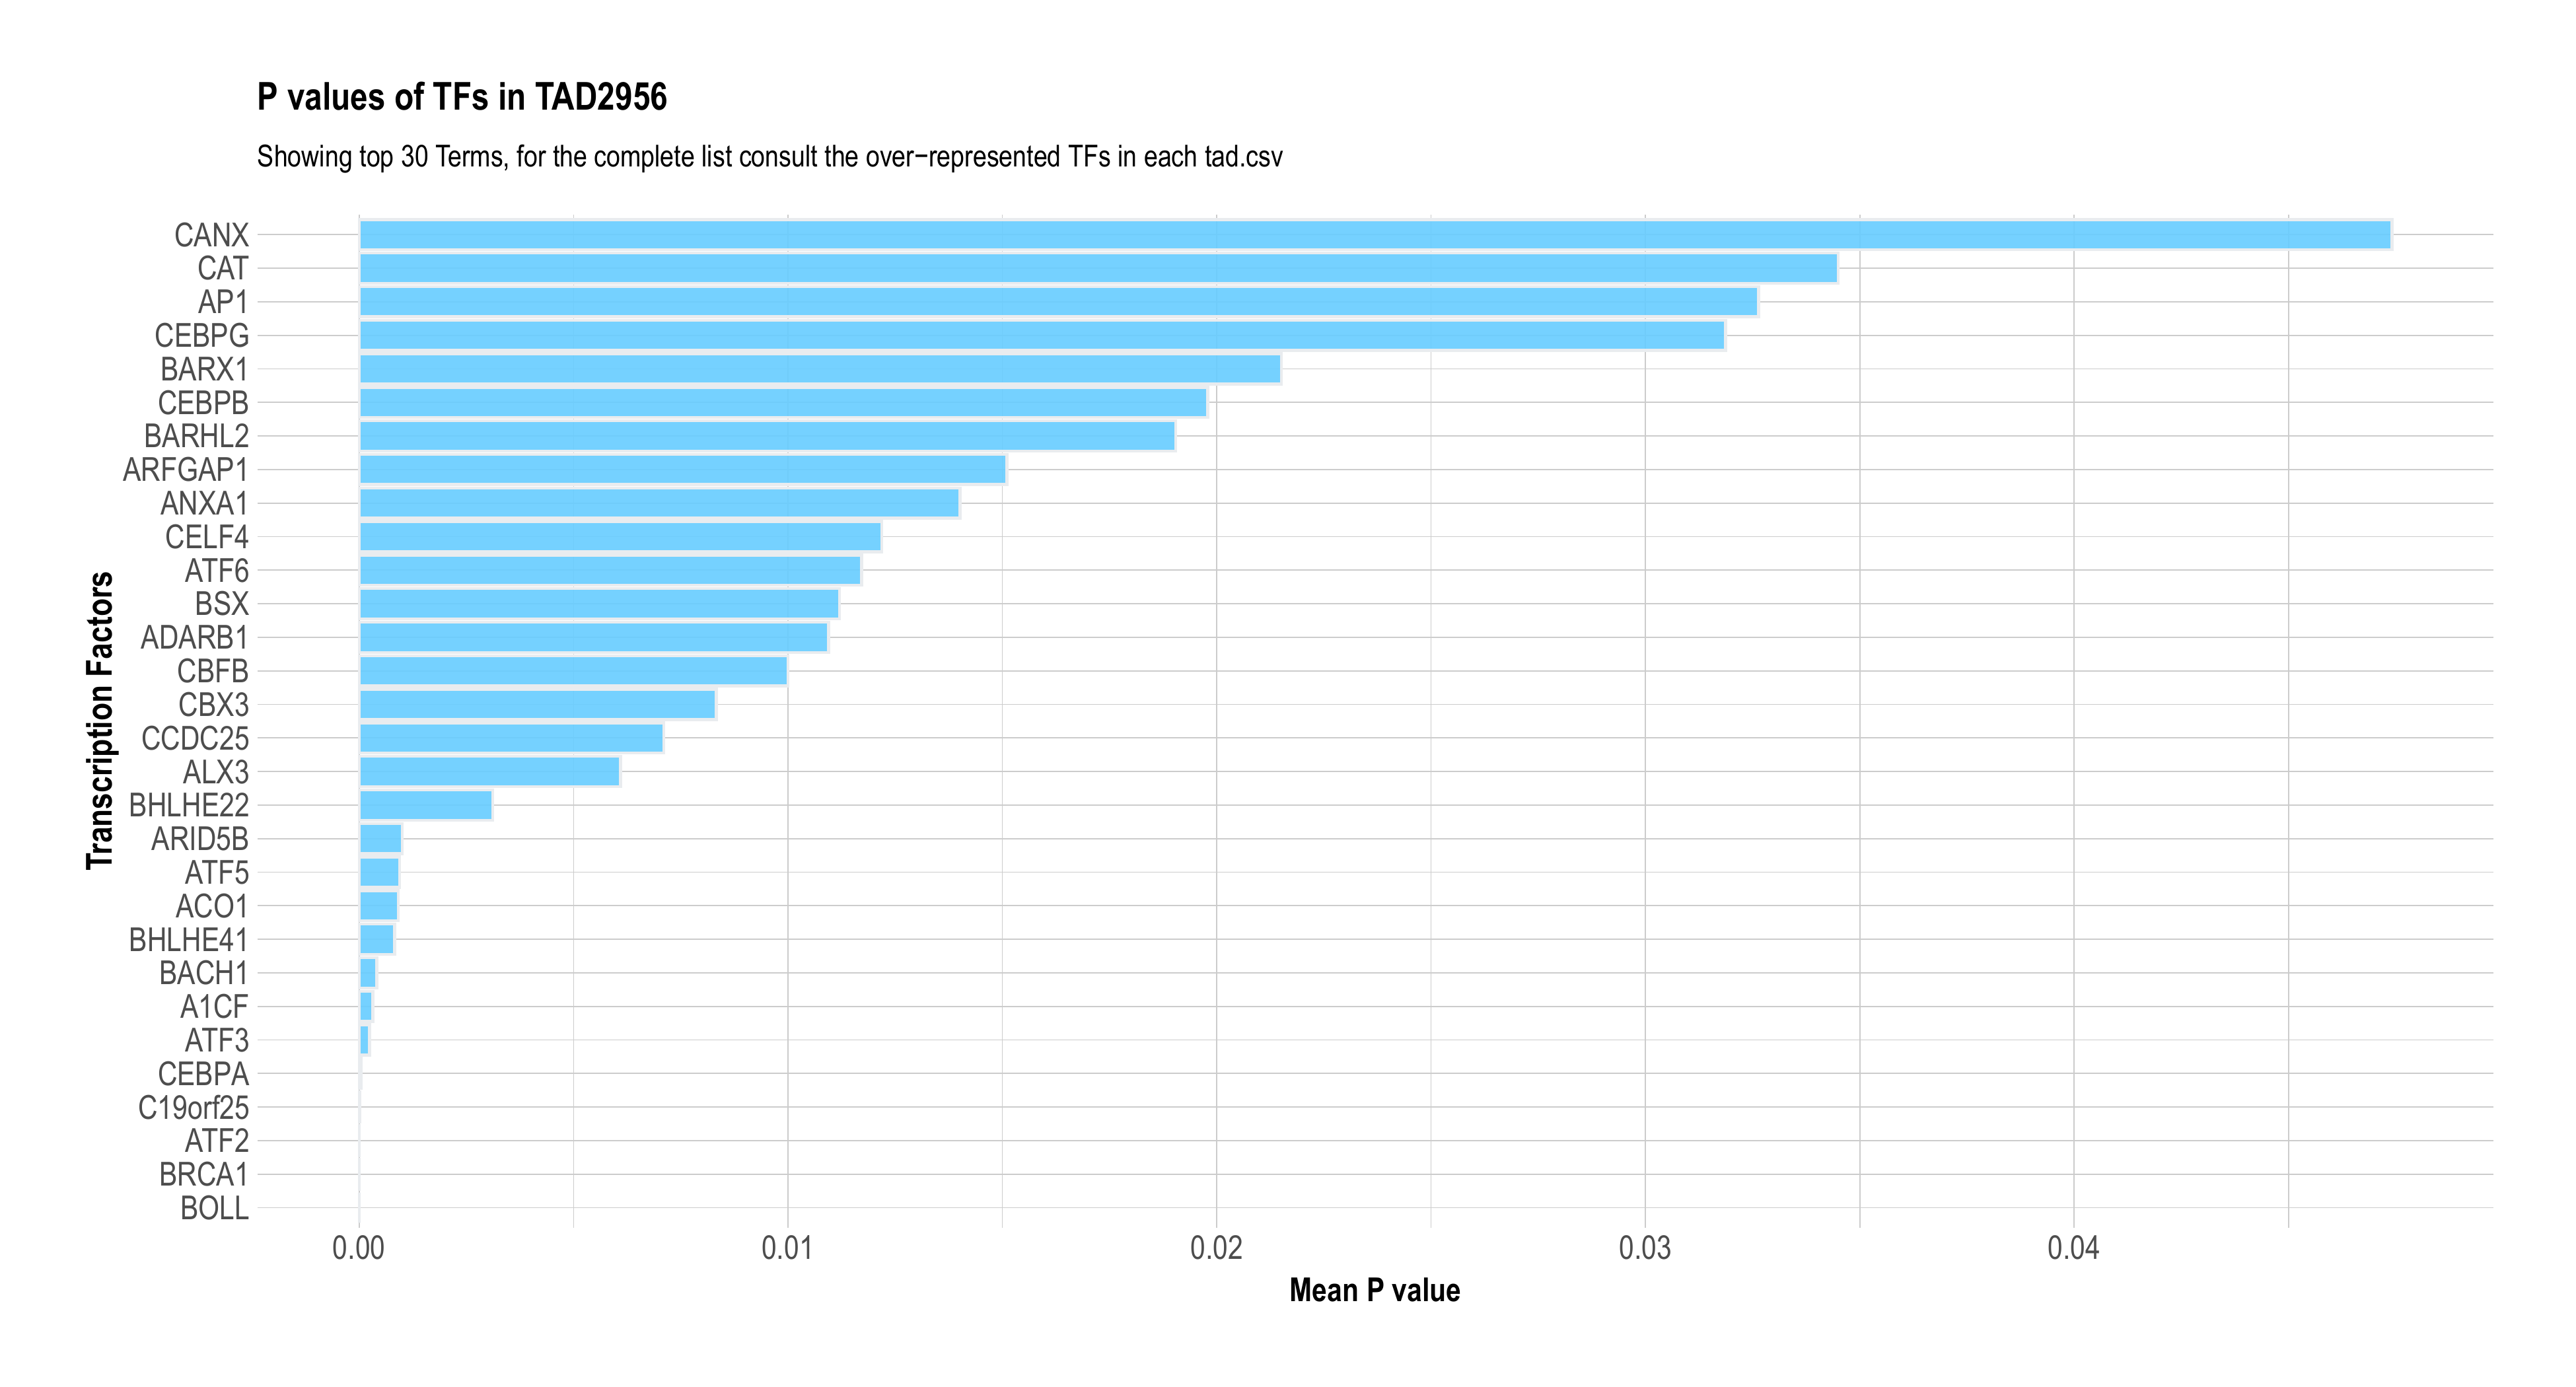 P values of TFs in TAD2956
Showing top 30 Terms, for the complete list consult the over−represented TFs in each tad.csv
Transcription Factors
CANX
CAT
AP1
CEBPG
BARX1
CEBPB
BARHL2
ARFGAP1
ANXA1
CELF4
ATF6
BSX
ADARB1
CBFB
CBX3
CCDC25
ALX3
BHLHE22
ARID5B
ATF5
ACO1
BHLHE41
BACH1
A1CF
ATF3
CEBPA
C19orf25
ATF2
BRCA1
BOLL
0.00 0.01 0.02 0.03 0.04
Mean P value